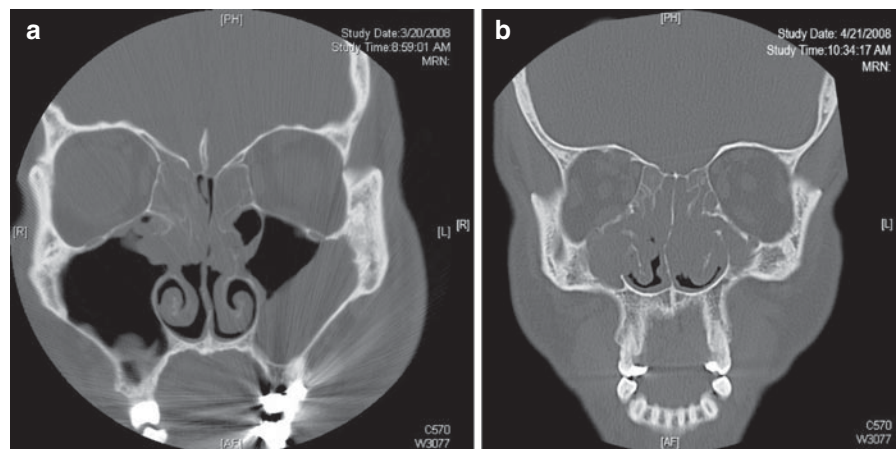 a
[PH]
Study Date:3/20/2008
Study Time:8:59:01 AM
MRN:
[R]
[L]
C570
W3077
[AF]
b
[PH]
Study Date: 4/21/2008
Study Time:10:34:17 AM
MRN:
[R]
[L]
C570
W3077
[AF]